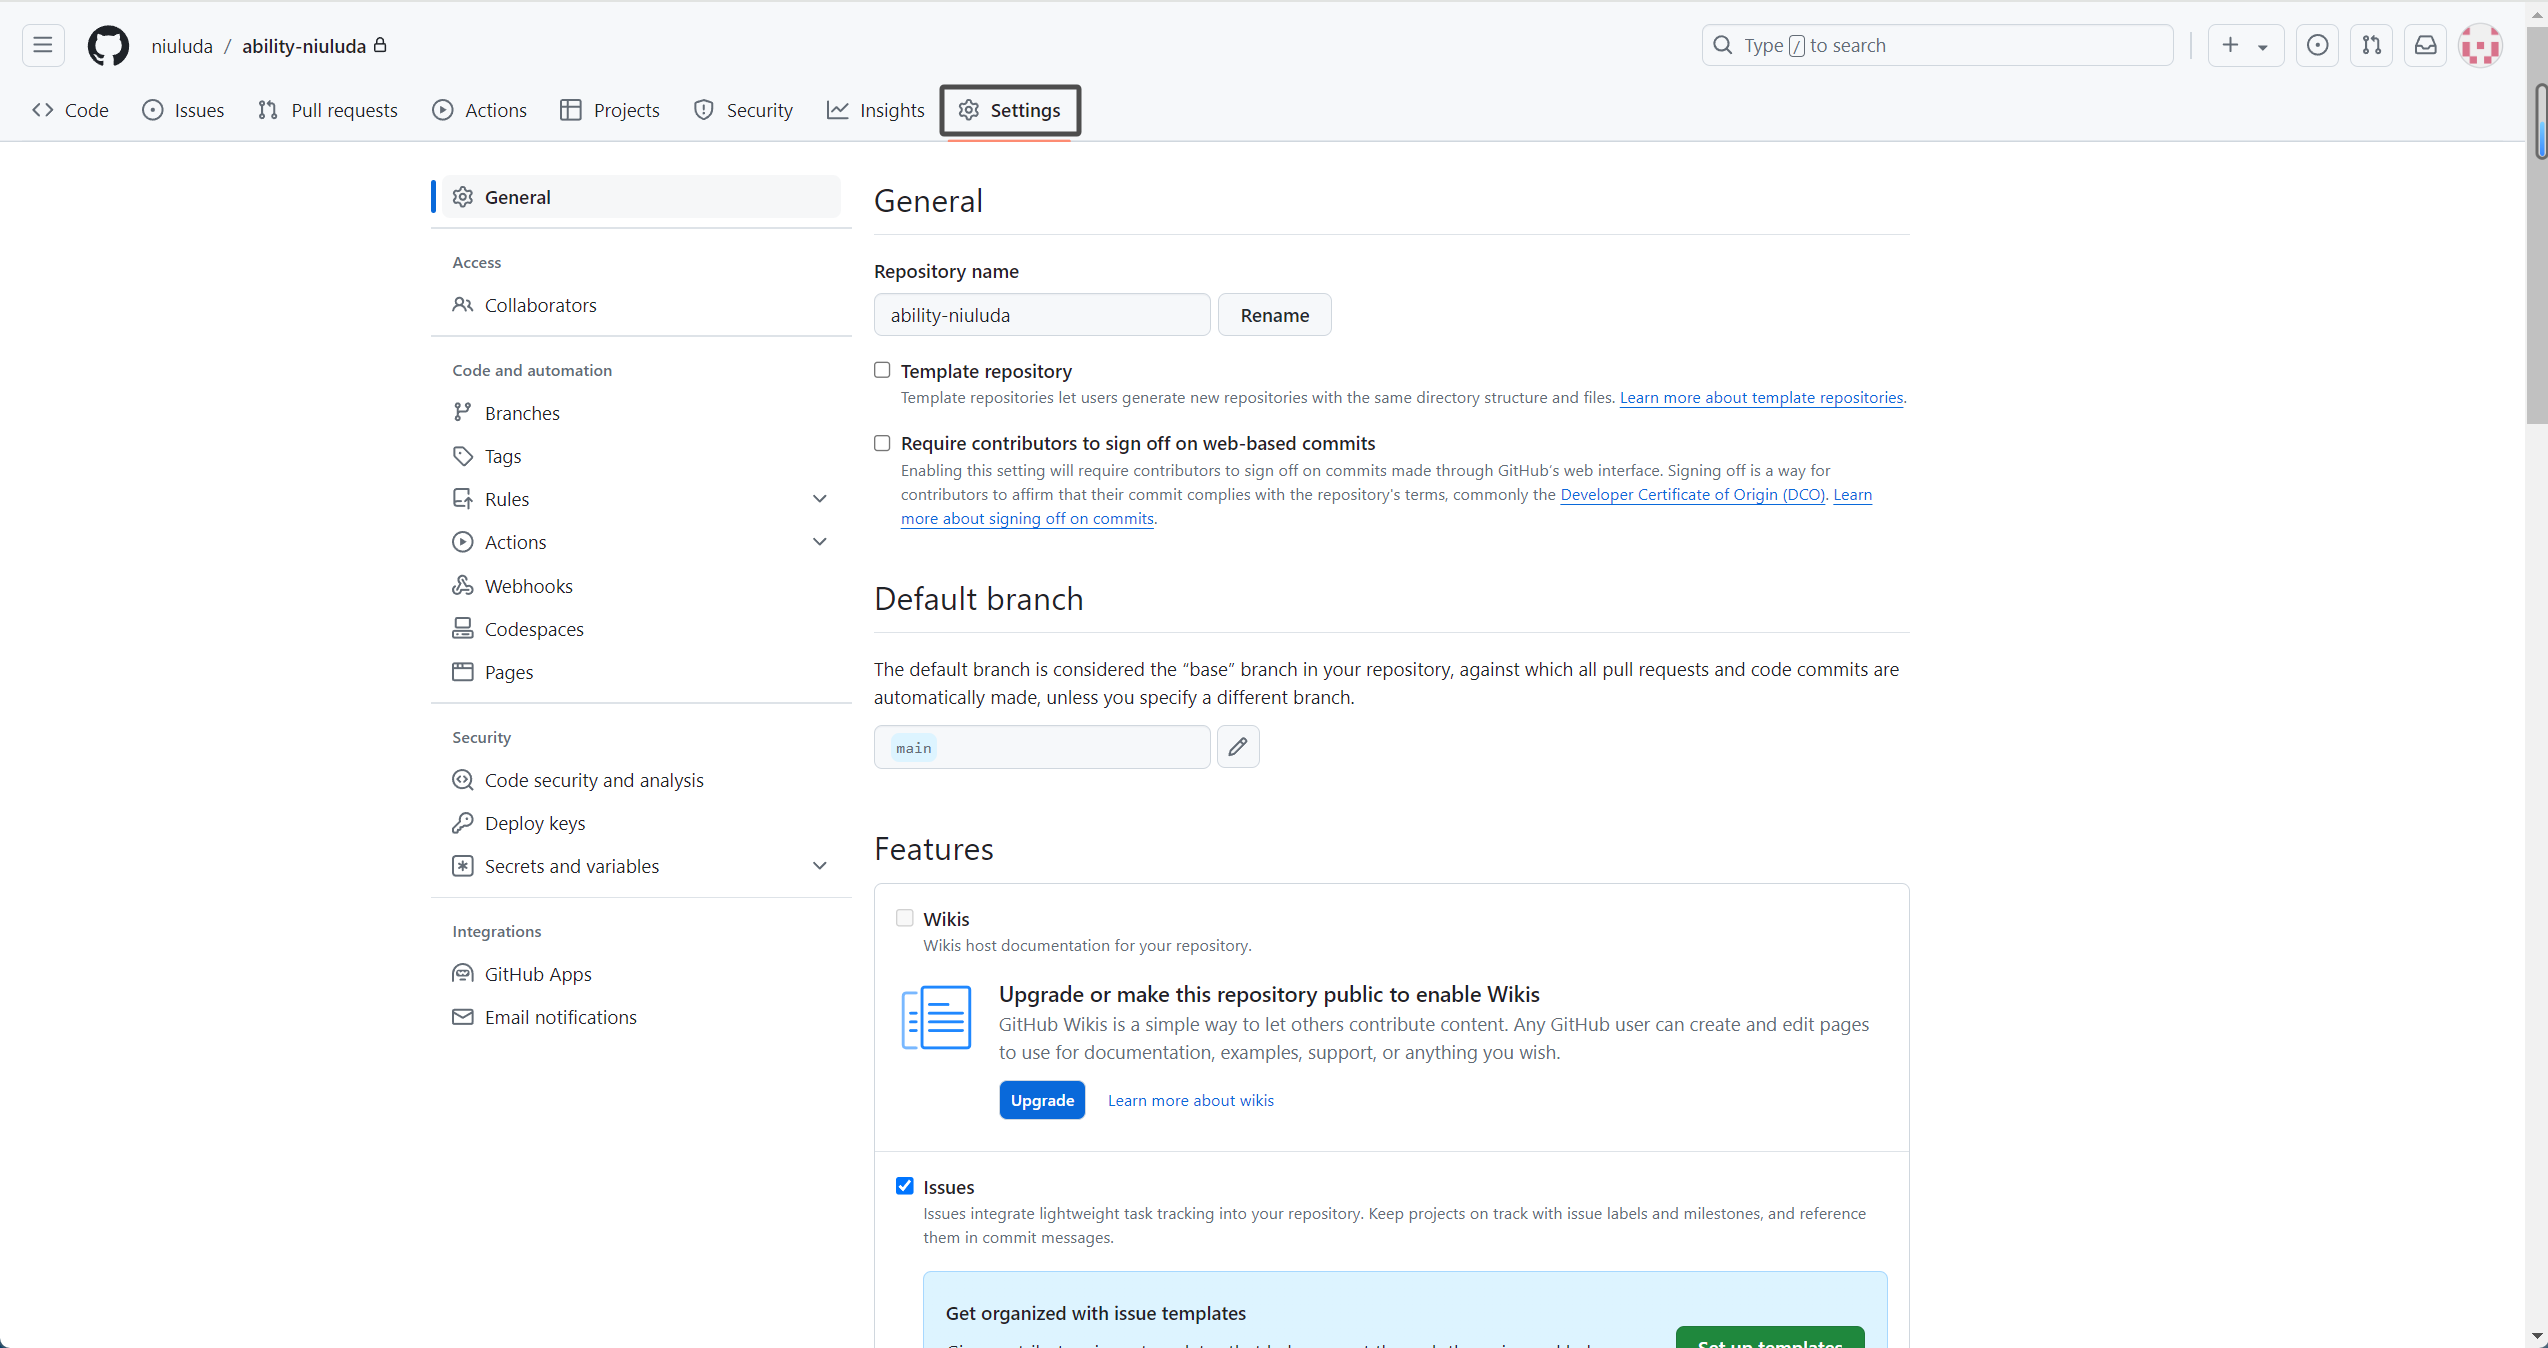 niuluda / ability-niuluda
Type / to search
Code
Issues
Pull requests
Actions
Projects
Security
Insights
Settings
General
Access
Collaborators
Code and automation
Branches
Tags
Rules
Actions
Webhooks
Codespaces
Pages
Security
Code security and analysis
Deploy keys
Secrets and variables
Integrations
GitHub Apps
Email notifications
General
Repository name
ability-niuluda
Rename
Template repository
Template repositories let users generate new repositories with the same directory structure and files. Learn more about template repositories.
Require contributors to sign off on web-based commits
Enabling this setting will require contributors to sign off on commits made through GitHub's web interface. Signing off is a way for
contributors to affirm that their commit complies with the repository's terms, commonly the Developer Certificate of Origin (DCO). Learn
more about signing off on commits.
Default branch
The default branch is considered the “base” branch in your repository, against which all pull requests and code commits are
automatically made, unless you specify a different branch.
main
Features
Wikis
Wikis host documentation for your repository.
Upgrade or make this repository public to enable Wikis
GitHub Wikis is a simple way to let others contribute content. Any GitHub user can create and edit pages
to use for documentation, examples, support, or anything you wish.
Upgrade
Learn more about wikis
Issues
Issues integrate lightweight task tracking into your repository. Keep projects on track with issue labels and milestones, and reference
them in commit messages.
Get organized with issue templates
Set up templates